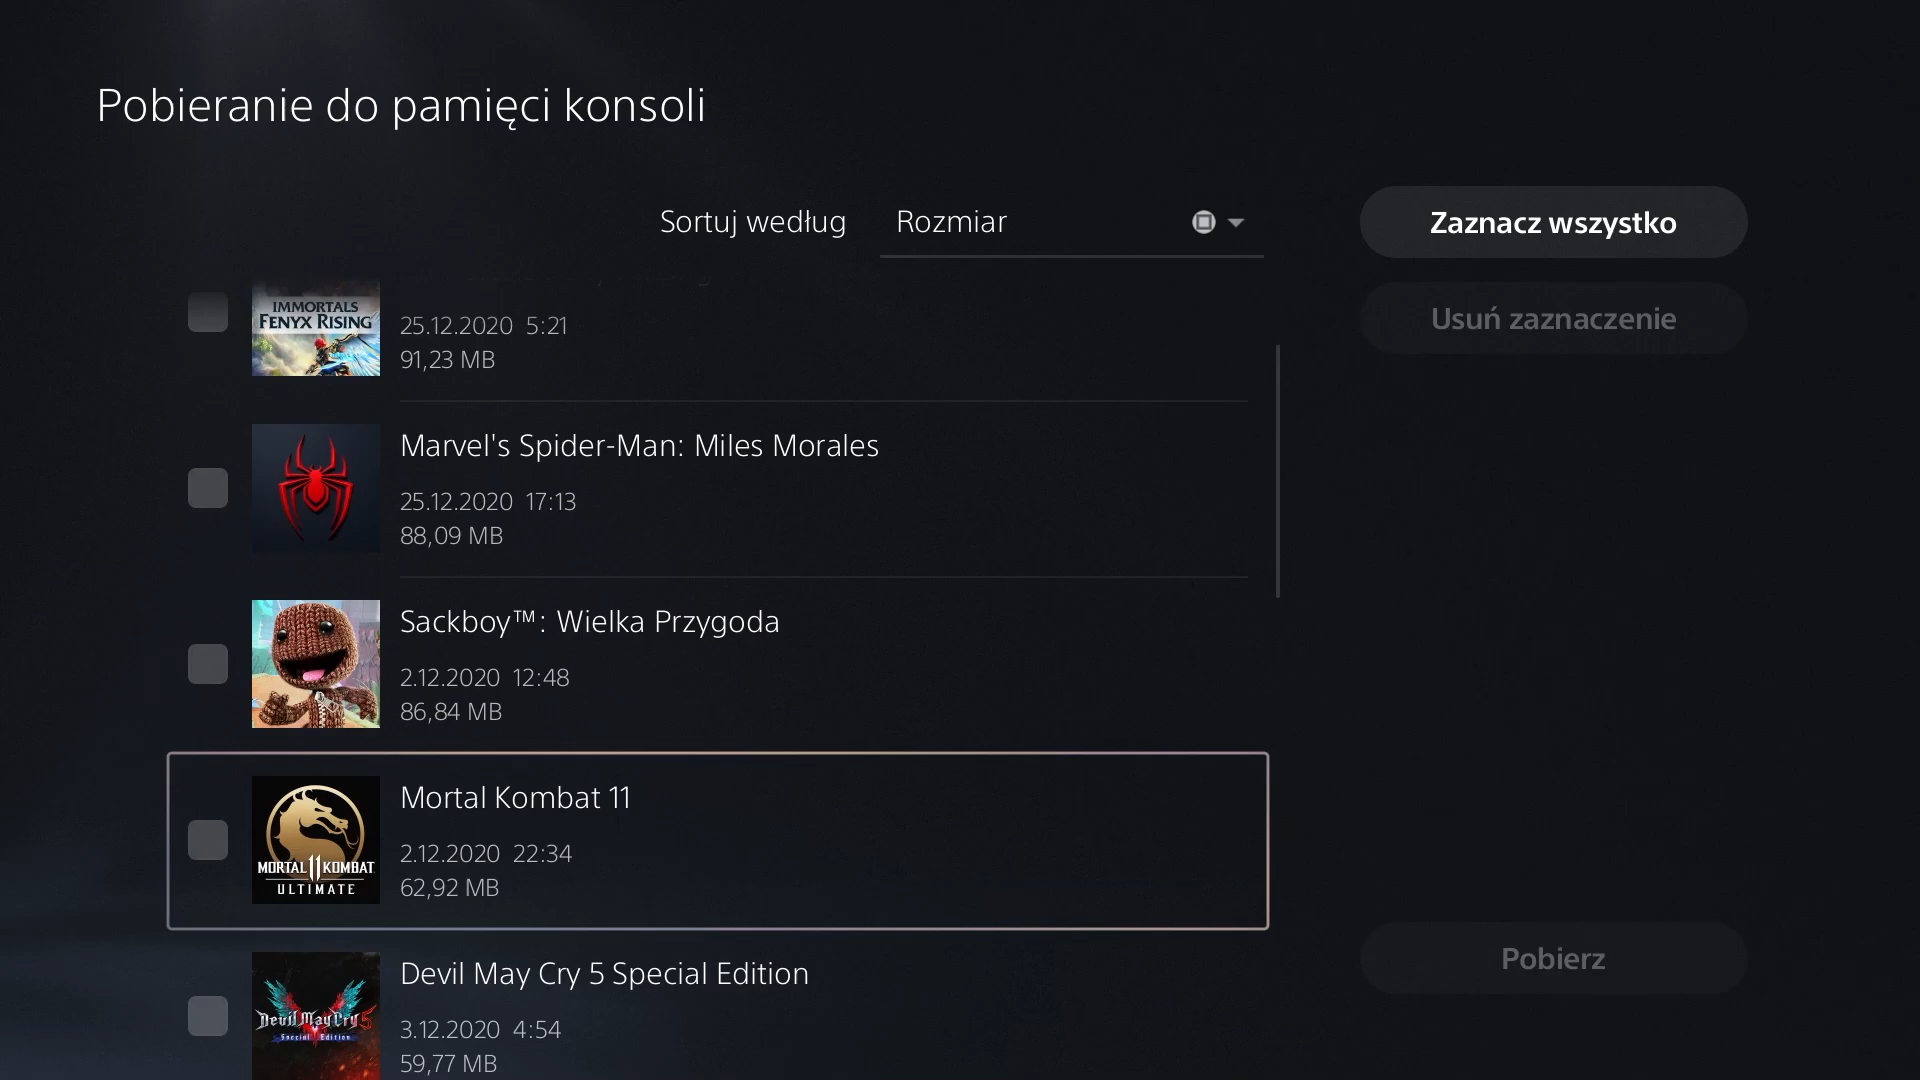 Pobieranie do pamięci konsoli
Sortuj według Rozmiar
Zaznacz wszystko
Usuń zaznaczenie
IMMORTALS
FENYX RISING
25.12.2020 5:21
91,23 MB
Marvel's Spider-Man: Miles Morales
25.12.2020 17:13
88,09 MB
Sackboy™: Wielka Przygoda
2.12.2020 12:48
86,84 MB
MORTAL 11 KOMBAT
ULTIMATE
Mortal Kombat 11
2.12.2020 22:34
62,92 MB
Devil May Cry 5
Special Edition
Devil May Cry 5 Special Edition
3.12.2020 4:54
59,77 MB
Pobierz